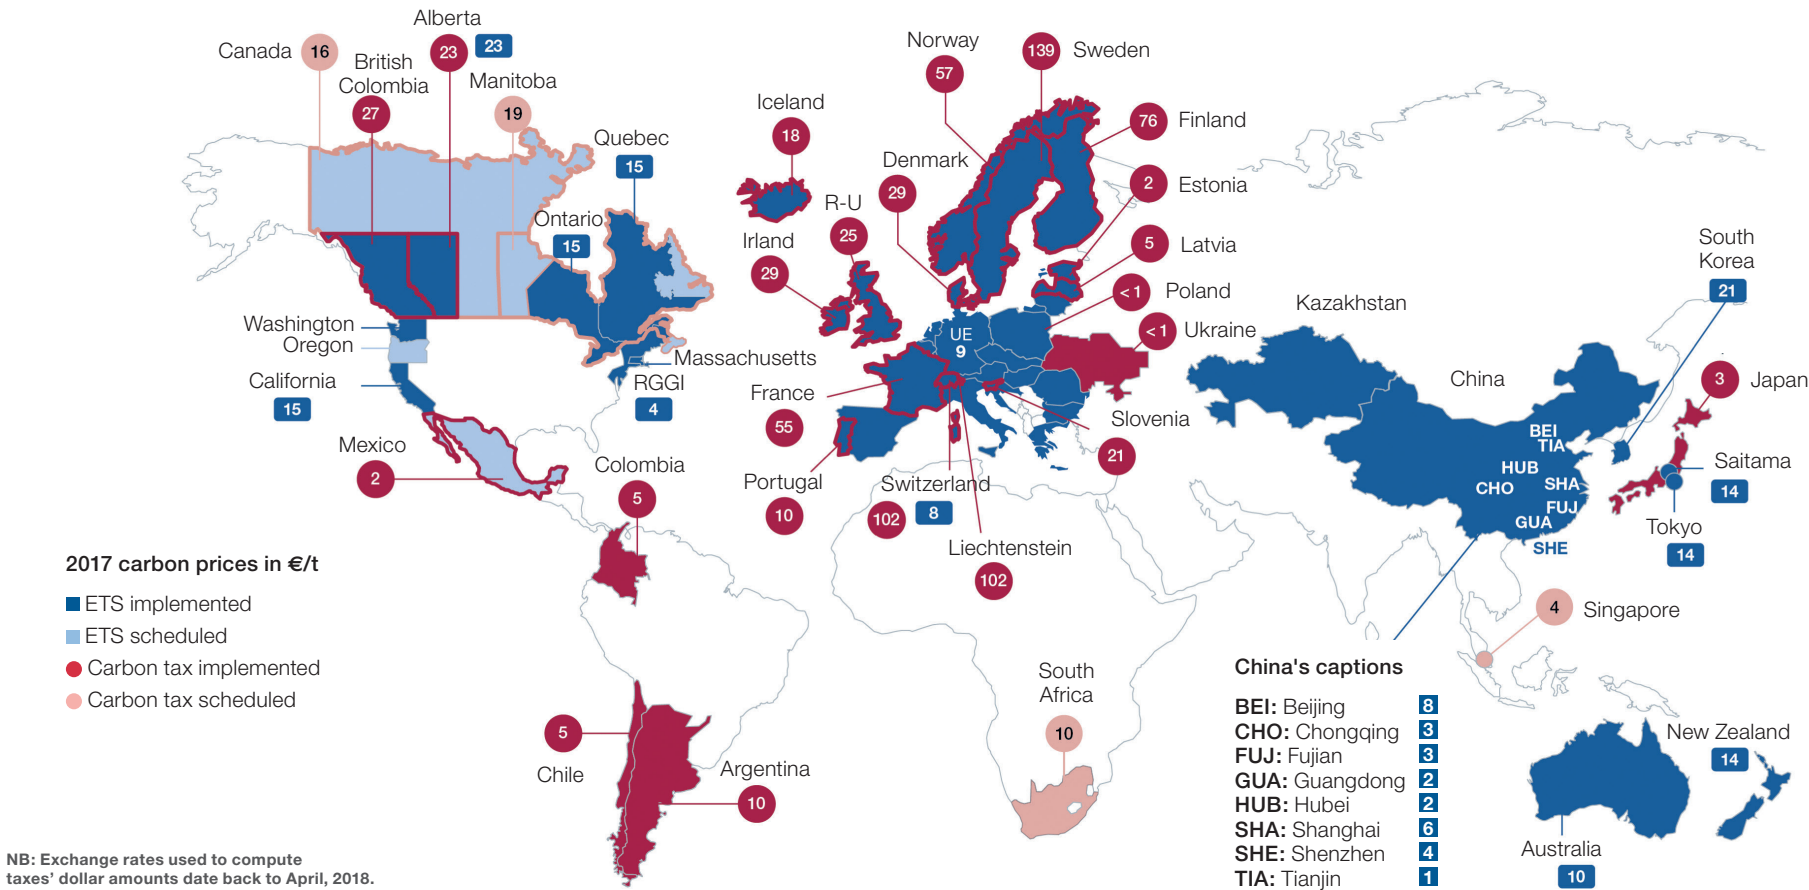 Canada
16
Alberta
23
23
British
Colombia
27
Manitoba
19
Quebec
15
Ontario
15
Washington
Oregon
California
15
Massachusetts
RGGI
4
Mexico
2
Colombia
5
Chile
5
Argentina
10
Iceland
18
Norway
57
139
Sweden
76
Finland
Denmark
29
2
Estonia
R-U
25
Irland
29
5
Latvia
< 1
Poland
< 1
Ukraine
UE
9
France
55
Slovenia
21
Portugal
10
Switzerland
102
8
Liechtenstein
102
South
Africa
10
Kazakhstan
China
BEI
TIA
HUB
CHO
SHA
FUJ
GUA
SHE
South
Korea
21
3
Japan
Saitama
14
Tokyo
14
4
Singapore
New Zealand
14
Australia
10
2017 carbon prices in €/t
ETS implemented
ETS scheduled
Carbon tax implemented
Carbon tax scheduled
China's captions
BEI: Beijing 8
CHO: Chongqing 3
FUJ: Fujian 3
GUA: Guangdong 2
HUB: Hubei 2
SHA: Shanghai 6
SHE: Shenzhen 4
TIA: Tianjin 1
NB: Exchange rates used to compute
taxes' dollar amounts date back to April, 2018.